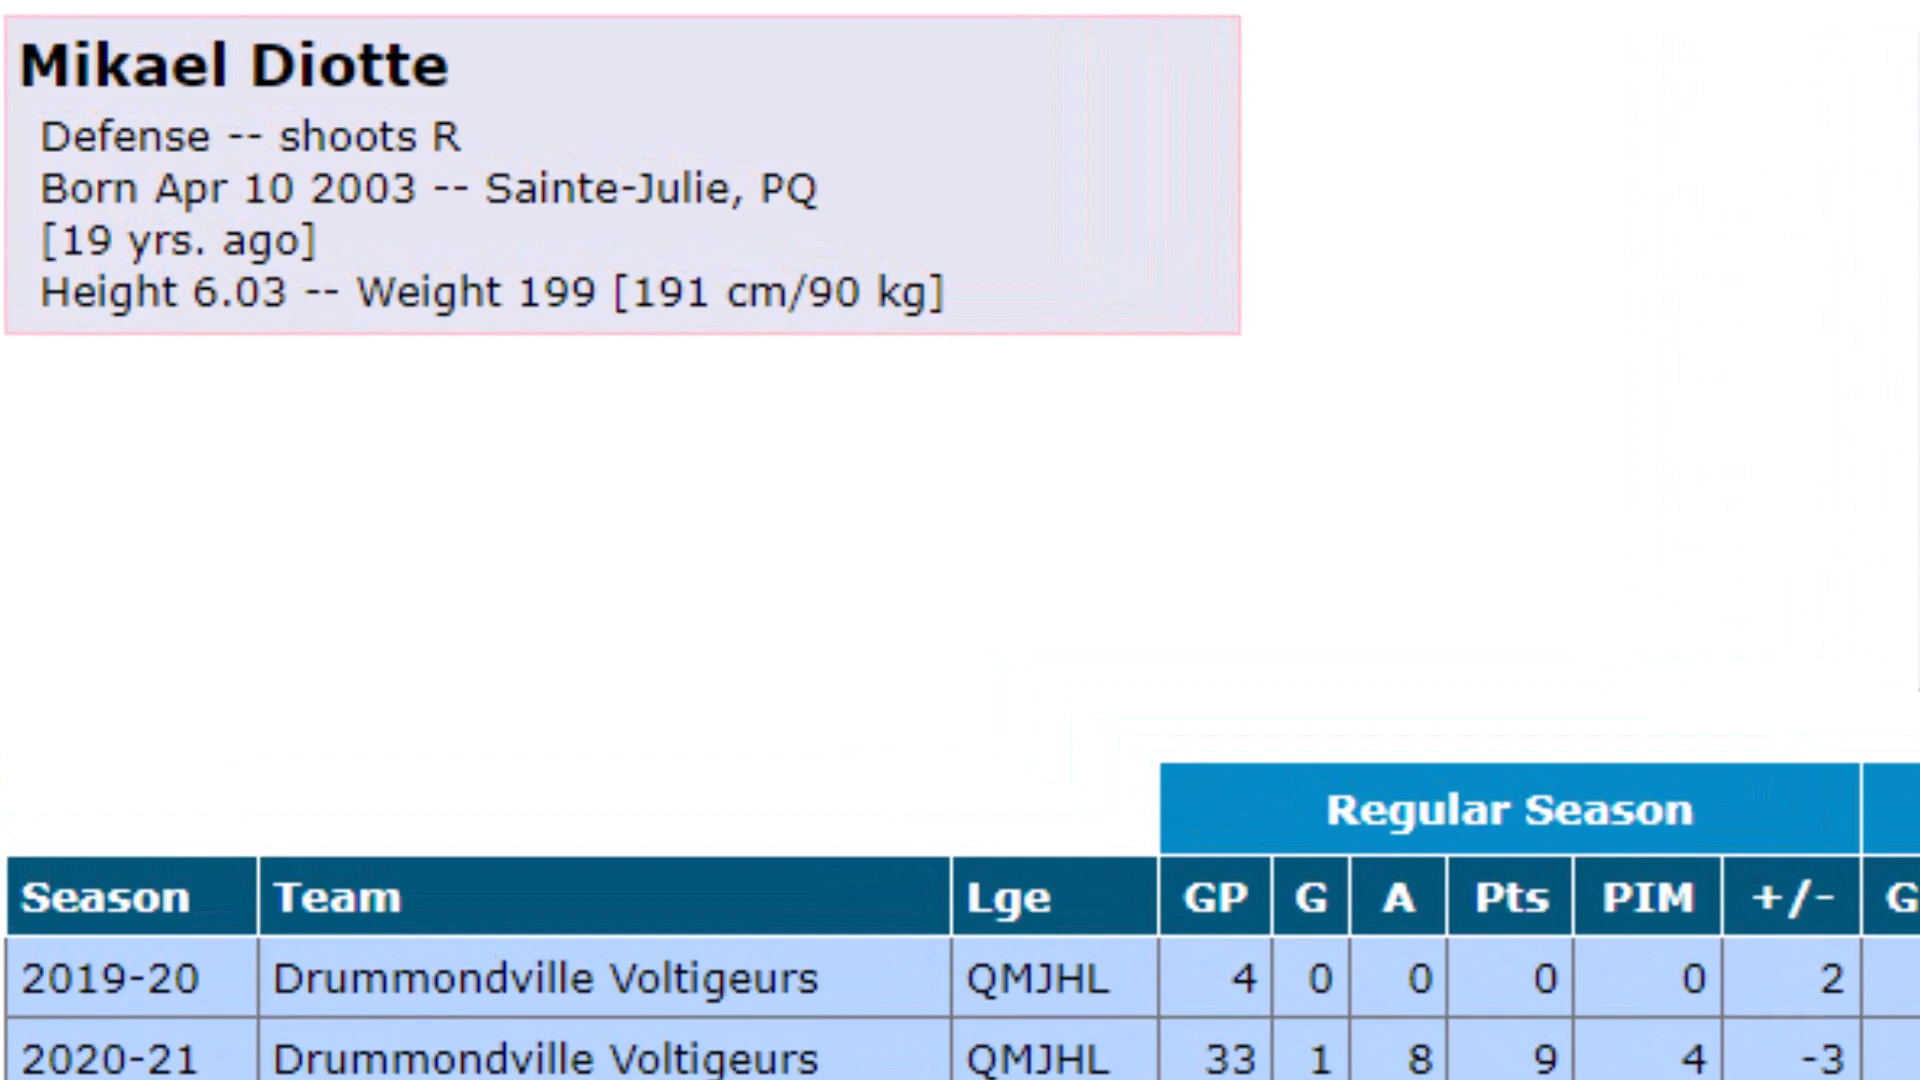 Mikael Diotte
Defense -- shoots R
Born Apr 10 2003 -- Sainte-Julie, PQ
[19 yrs. ago]
Height 6.03 -- Weight 199 [191 cm/90 kg]
Regular Season
Season Team Lge GP G A Pts PIM +/- G
2019-20 Drummondville Voltigeurs QMJHL 4 0 0 0 0 2
2020-21 Drummondville Voltigeurs QMJHL 33 1 8 9 4 -3